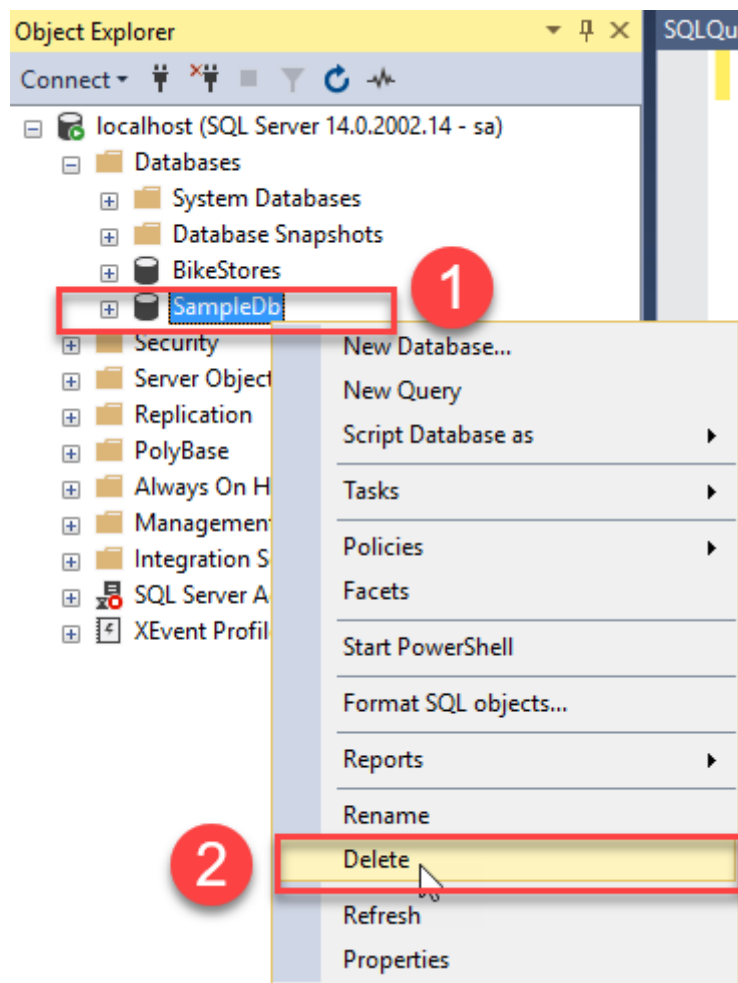 Object Explorer
SQLQu
Connect
localhost (SQL Server 14.0.2002.14 - sa)
Databases
System Databases
Database Snapshots
BikeStores
1
SampleDb
Security
Server Object
Replication
PolyBase
Always On H
Managemen
Integration S
SQL Server A
XEvent Profil
New Database...
New Query
Script Database as
Tasks
Policies
Facets
Start PowerShell
Format SQL objects...
Reports
Rename
2
Delete
Refresh
Properties